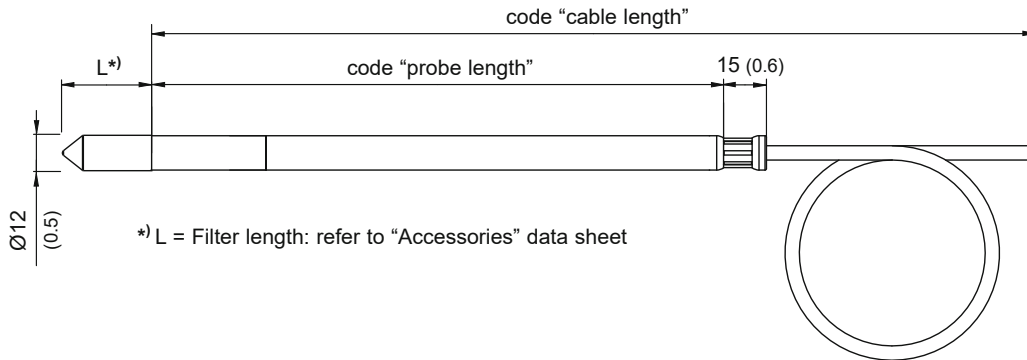 code “cable length”
L*)
code “probe length”
15 (0.6)
Ø12
(0.5)
*) L = Filter length: refer to “Accessories” data sheet